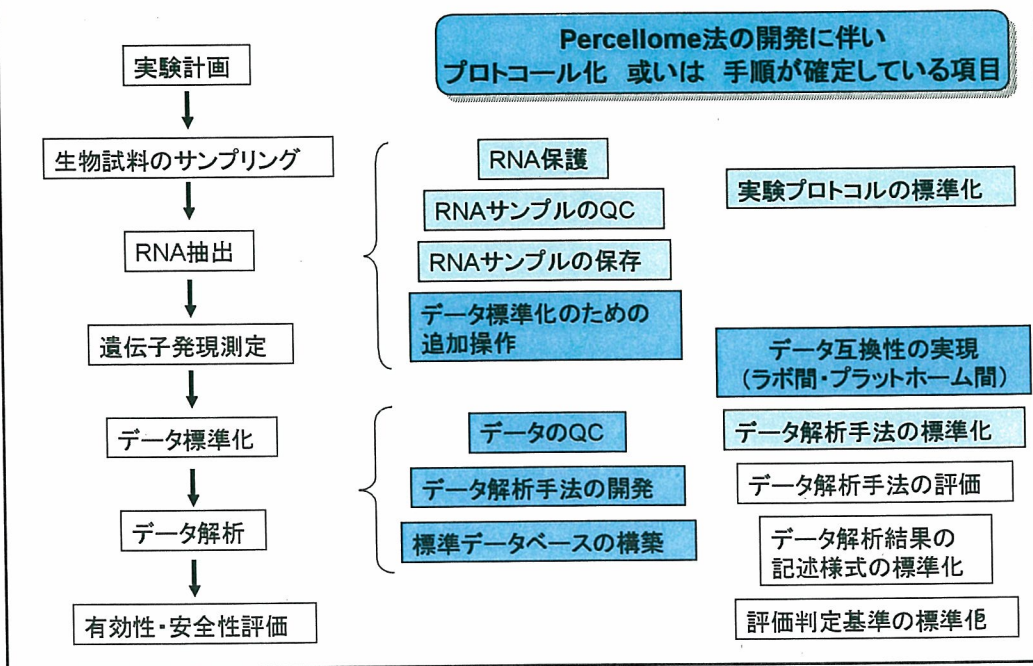 Percellome法の開発に伴い
プロトコール化 或いは 手順が確定している項目
実験計画
生物試料のサンプリング
RNA抽出
遺伝子発現測定
データ標準化
データ解析
有効性・安全性評価
RNA保護
RNAサンプルのQC
RNAサンプルの保存
データ標準化のための
追加操作
データのQC
データ解析手法の開発
標準データベースの構築
実験プロトコルの標準化
データ互換性の実現
(ラボ間・プラットホーム間)
データ解析手法の標準化
データ解析手法の評価
データ解析結果の
記述様式の標準化
評価判定基準の標準化